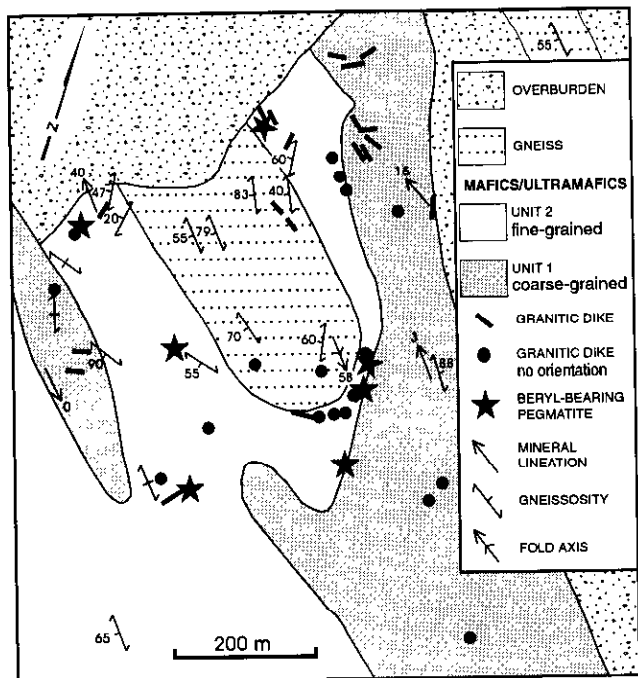 55
OVERBURDEN
GNEISS
MAFICS/ULTRAMAFICS
UNIT 2
fine-grained
UNIT 1
coarse-grained
GRANITIC DIKE
GRANITIC DIKE
no orientation
BERYL-BEARING
PEGMATITE
MINERAL
LINEATION
GNEISSOSITY
FOLD AXIS
N
40
47
20
60
83
40
16
55
79
70
60
58
3
88
90
55
0
65
200 m